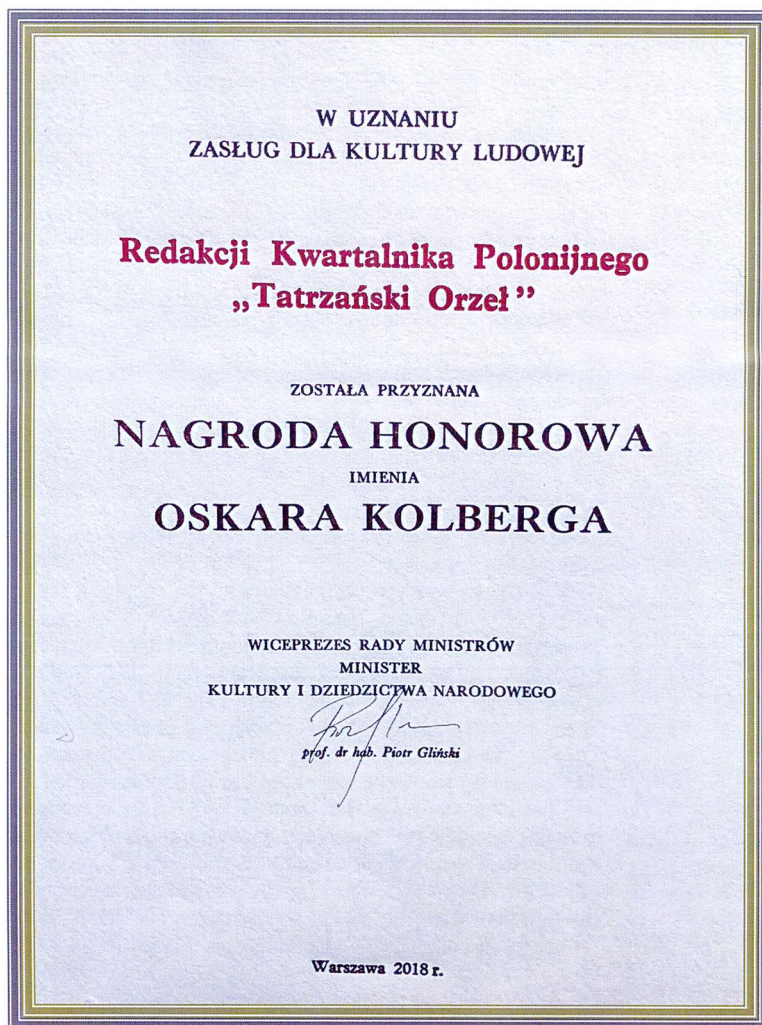 W UZNANIU
ZASŁUG DLA KULTURY LUDOWEJ
Redakcji Kwartalnika Polonijnego
„Tatrzański Orzeł”
ZOSTAŁA PRZYZNANA
NAGRODA HONOROWA
IMIENIA
OSKARA KOLBERGA
WICEPREZES RADY MINISTRÓW
MINISTER
KULTURY I DZIEDZICTWA NARODOWEGO
prof. dr hab. Piotr Gliński
Warszawa 2018 r.